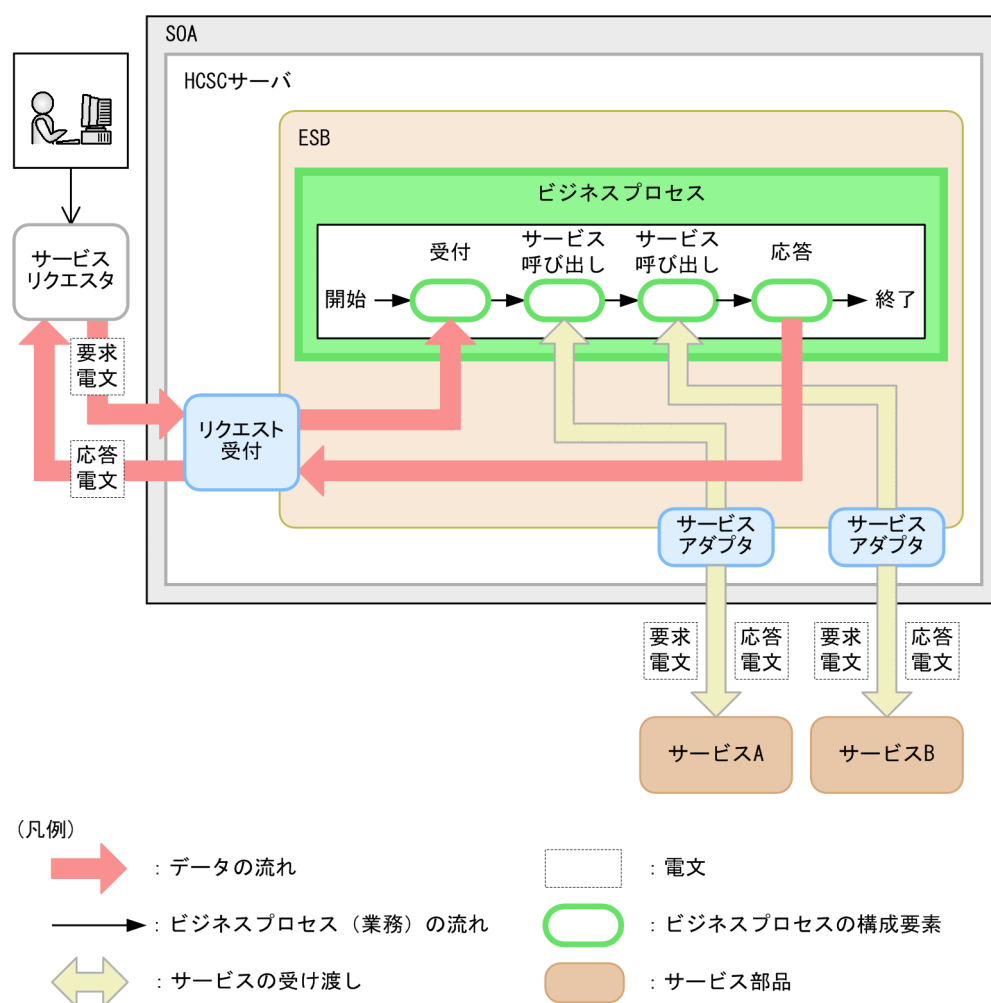 SOA
HCSCサーバ
ESB
ビジネスプロセス
受付
サービス
呼び出し
サービス
呼び出し
応答
開始
終了
サービス
リクエスタ
要求
電文
応答
電文
リクエスト
受付
サービス
アダプタ
サービス
アダプタ
要求
電文
応答
電文
要求
電文
応答
電文
サービスA
サービスB
(凡例)
：データの流れ
：電文
：ビジネスプロセス（業務）の流れ
：ビジネスプロセスの構成要素
：サービスの受け渡し
：サービス部品